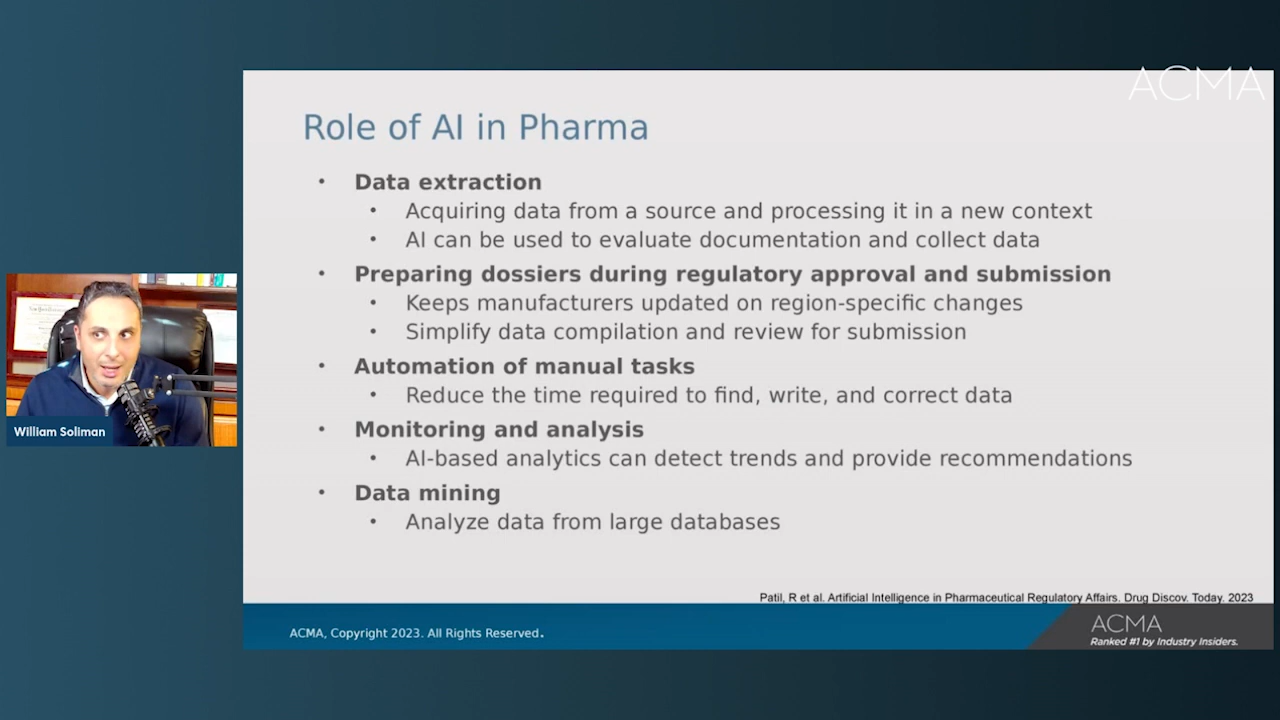 ACMA
Role of AI in Pharma
• Data extraction
• Acquiring data from a source and processing it in a new context
• AI can be used to evaluate documentation and collect data
• Preparing dossiers during regulatory approval and submission
• Keeps manufacturers updated on region-specific changes
• Simplify data compilation and review for submission
• Automation of manual tasks
• Reduce the time required to find, write, and correct data
• Monitoring and analysis
• AI-based analytics can detect trends and provide recommendations
• Data mining
• Analyze data from large databases
William Soliman
Patil, R et al. Artificial Intelligence in Pharmaceutical Regulatory Affairs. Drug Discov. Today. 2023
ACMA, Copyright 2023. All Rights Reserved.
ACMA
Ranked #1 by Industry Insiders.